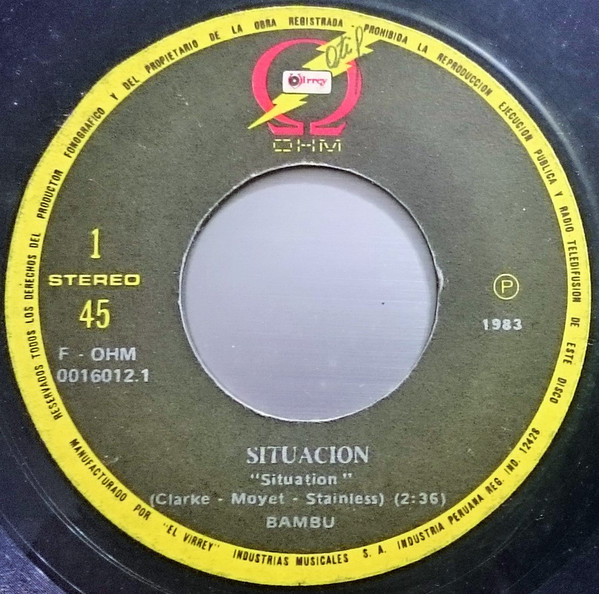 RESERVADOS TODOS LOS DERECHOS DEL PRODUCTOR FONOGRAFICO Y DEL PROPIETARIO DE LA OBRA REGISTRADA - PROHIBIDA LA REPRODUCCION, EJECUCION PUBLICA Y RADIO TELEDIFUSION DE ESTE DISCO
OHM
1
STEREO
45
F - OHM
0016012.1
P
1983
SITUACION
"Situation"
(Clarke - Moyet - Stainless) (2:36)
BAMBU
MANUFACTURADO POR "EL VIRREY" INDUSTRIAS MUSICALES S. A. INDUSTRIA PERUANA REG. IND. 12428